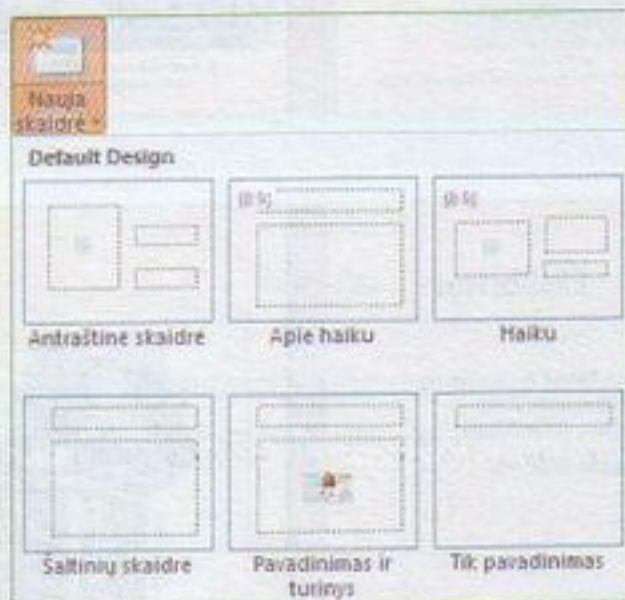 Nauja
skaidrė
Default Design
Antraštinė skaidrė
Apie haiku
Haiku
Šaltinių skaidrė
Pavadinimas ir
turinys
Tik pavadinimas